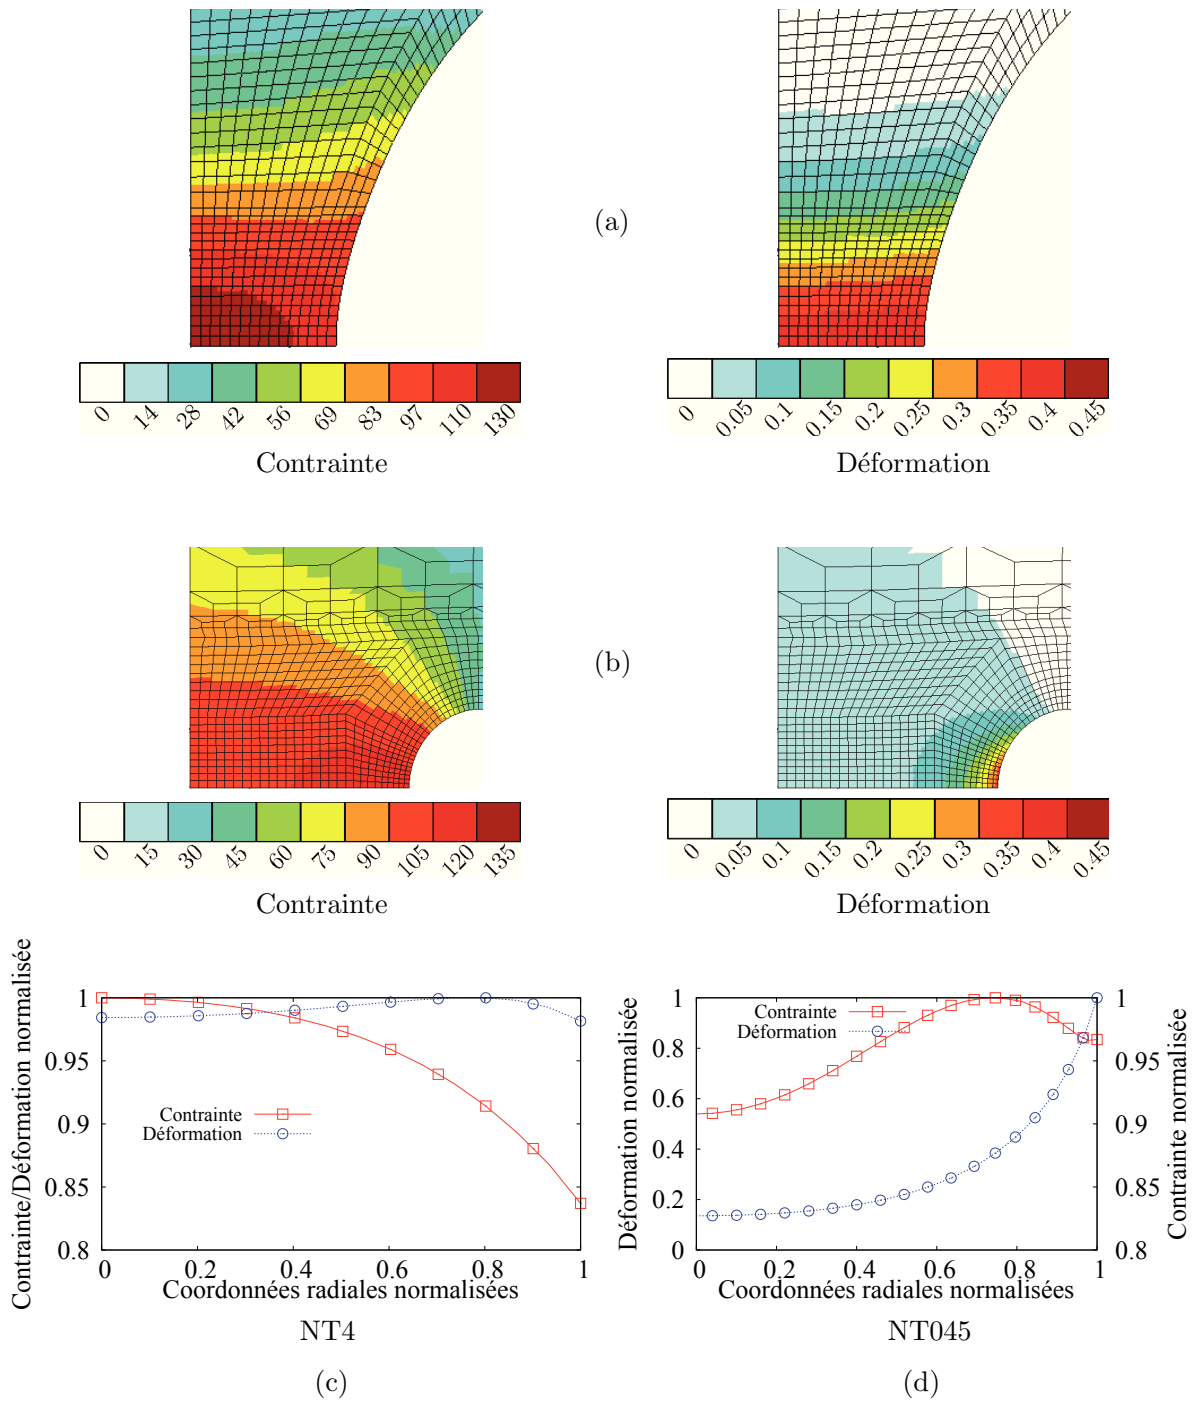 (a)
0 14 28 42 56 69 83 97 110 130
Contrainte
0 0.05 0.1 0.15 0.2 0.25 0.3 0.35 0.4 0.45
Déformation
(b)
0 15 30 45 60 75 90 105 120 135
Contrainte
0 0.05 0.1 0.15 0.2 0.25 0.3 0.35 0.4 0.45
Déformation
Contrainte/Déformation normalisée
1
0.95
0.9
0.85
0.8
Contrainte
Déformation
0 0.2 0.4 0.6 0.8 1
Coordonnées radiales normalisées
NT4
(c)
Déformation normalisée
1
0.8
0.6
0.4
0.2
0
Contrainte
Déformation
0 0.2 0.4 0.6 0.8 1
Coordonnées radiales normalisées
1
0.95
0.9
0.85
0.8
Contrainte normalisée
NT045
(d)